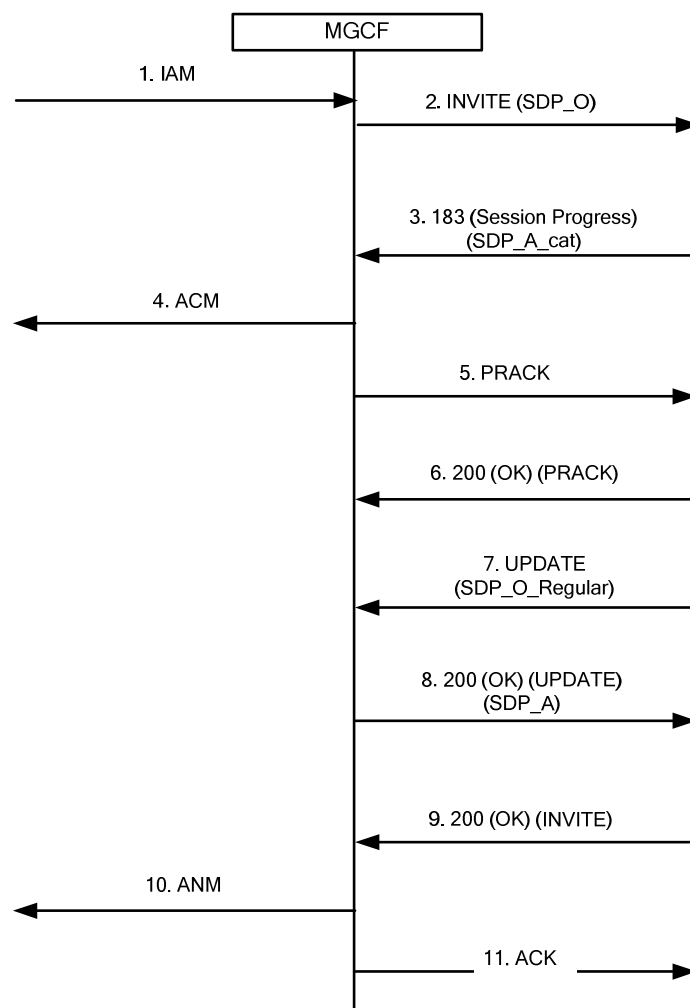 MGCF
1. IAM
2. INVITE (SDP_O)
3. 183 (Session Progress)
(SDP_A_cat)
4. ACM
5. PRACK
6. 200 (OK) (PRACK)
7. UPDATE
(SDP_O_Regular)
8. 200 (OK) (UPDATE)
(SDP_A)
9. 200 (OK) (INVITE)
10. ANM
11. ACK